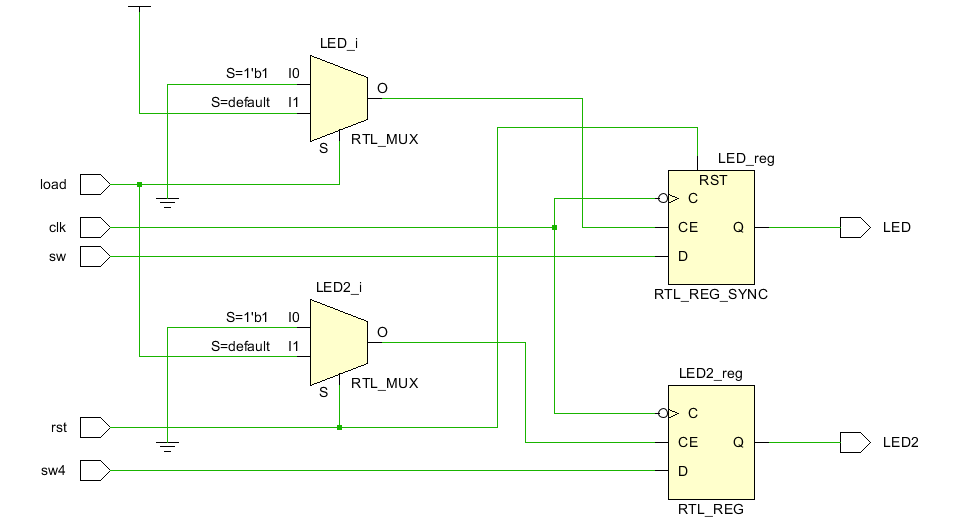 LED_i
S=1'b1 I0
O
S=default I1
S RTL_MUX
LED_reg
RST
load
C
clk
CE Q
LED
sw
D
RTL_REG_SYNC
LED2_i
S=1'b1 I0
O
S=default I1
S RTL_MUX
LED2_reg
C
rst
CE Q
LED2
sw4
D
RTL_REG